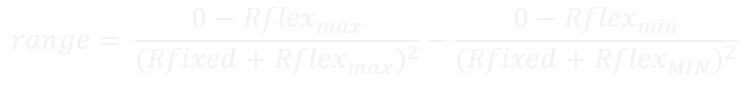 range = (0 − Rflex_max)/((Rfixed + Rflex_max)²) − (0 − Rflex_min)/((Rfixed + Rflex_MIN)²)